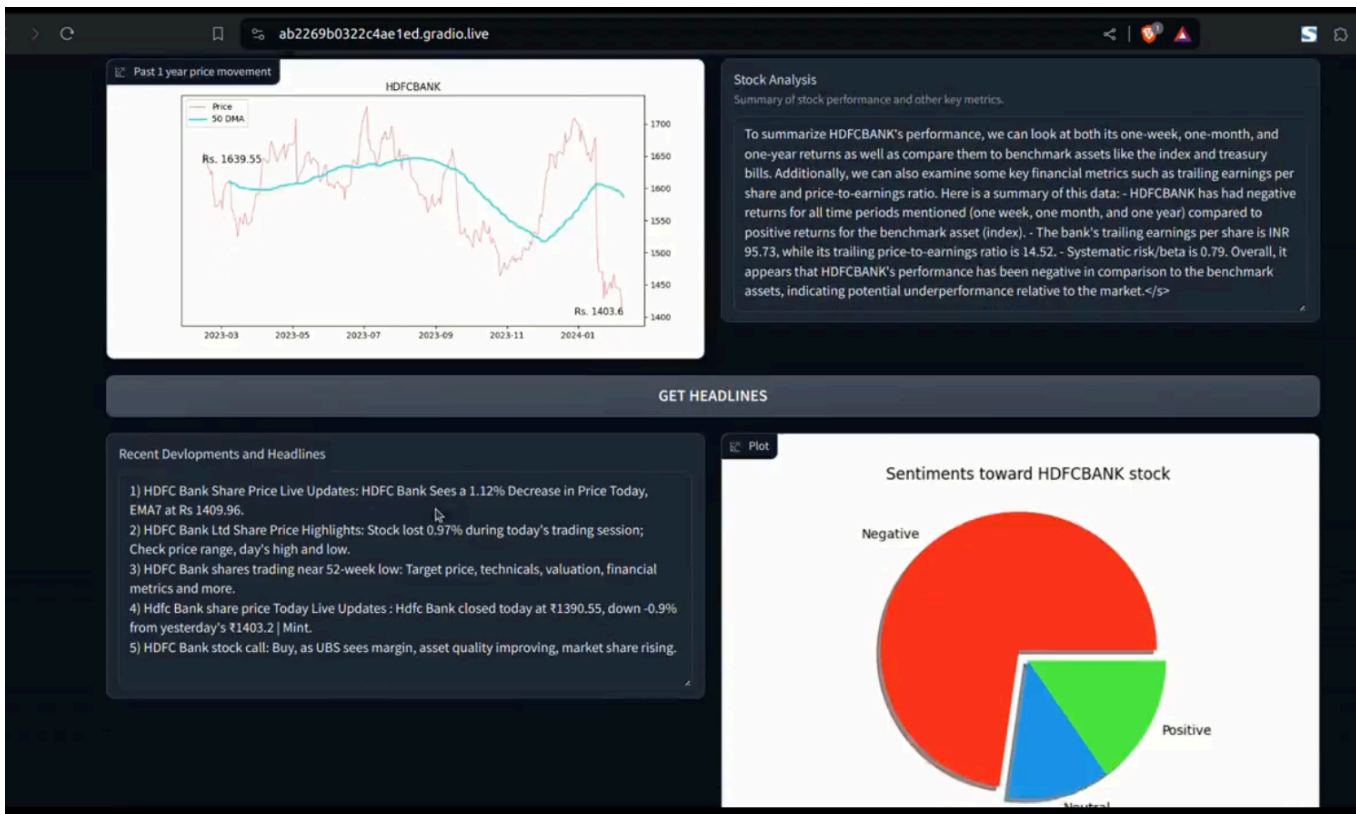 ab2269b0322c4ae1ed.gradio.live
1
S
Past 1 year price movement
HDFCBANK
Price
50 DMA
Rs. 1639.55
Rs. 1403.6
1700
1650
1600
1550
1500
1450
1400
2023-03 2023-05 2023-07 2023-09 2023-11 2024-01
Stock Analysis
Summary of stock performance and other key metrics.
To summarize HDFCBANK's performance, we can look at both its one-week, one-month, and
one-year returns as well as compare them to benchmark assets like the index and treasury
bills. Additionally, we can also examine some key financial metrics such as trailing earnings per
share and price-to-earnings ratio. Here is a summary of this data: - HDFCBANK has had negative
returns for all time periods mentioned (one week, one month, and one year) compared to
positive returns for the benchmark asset (index). - The bank's trailing earnings per share is INR
95.73, while its trailing price-to-earnings ratio is 14.52. - Systematic risk/beta is 0.79. Overall, it
appears that HDFCBANK's performance has been negative in comparison to the benchmark
assets, indicating potential underperformance relative to the market.</s>
GET HEADLINES
Recent Devlopments and Headlines
1) HDFC Bank Share Price Live Updates: HDFC Bank Sees a 1.12% Decrease in Price Today,
EMA7 at Rs 1409.96.
2) HDFC Bank Ltd Share Price Highlights: Stock lost 0.97% during today's trading session;
Check price range, day's high and low.
3) HDFC Bank shares trading near 52-week low: Target price, technicals, valuation, financial
metrics and more.
4) Hdfc Bank share price Today Live Updates : Hdfc Bank closed today at ₹1390.55, down -0.9%
from yesterday's ₹1403.2 | Mint.
5) HDFC Bank stock call: Buy, as UBS sees margin, asset quality improving, market share rising.
Plot
Sentiments toward HDFCBANK stock
Negative
Positive
Neutral